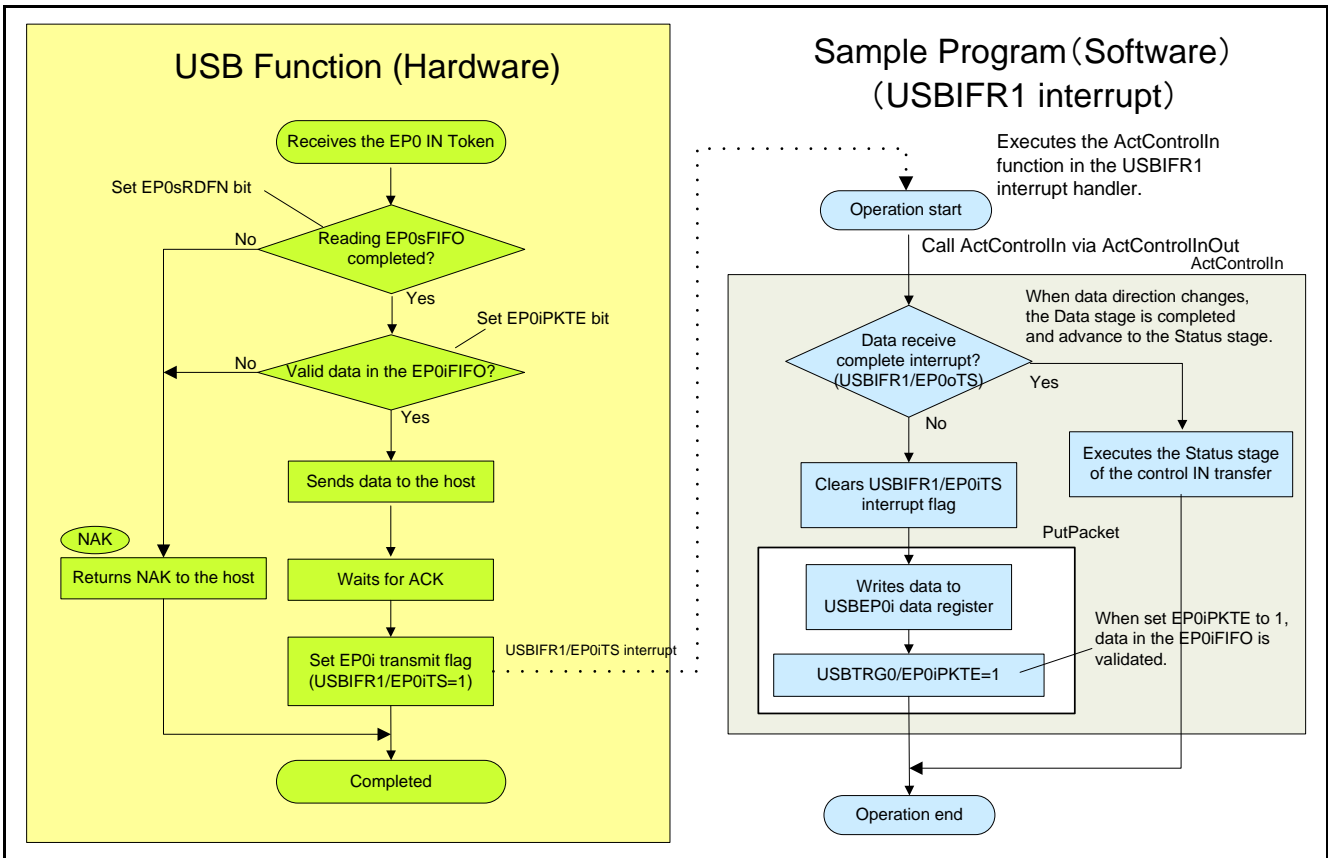 USB Function (Hardware)
Receives the EP0 IN Token
Set EP0sRDFN bit
No
Reading EP0sFIFO
completed?
Yes
Set EP0iPKTE bit
No
Valid data in the EP0iFIFO?
Yes
Sends data to the host
NAK
Returns NAK to the host
Waits for ACK
Set EP0i transmit flag
(USBIFR1/EP0iTS=1)
USBIFR1/EP0iTS interrupt
Completed
Sample Program（Software）
（USBIFR1 interrupt）
Executes the ActControlIn
function in the USBIFR1
interrupt handler.
Operation start
Call ActControlIn via ActControlInOut
ActControlIn
When data direction changes,
the Data stage is completed
and advance to the Status stage.
Data receive
complete interrupt?
(USBIFR1/EP0oTS)
Yes
No
Executes the Status stage
of the control IN transfer
Clears USBIFR1/EP0iTS
interrupt flag
PutPacket
Writes data to
USBEP0i data register
When set EP0iPKTE to 1,
data in the EP0iFIFO is
validated.
USBTRG0/EP0iPKTE=1
Operation end